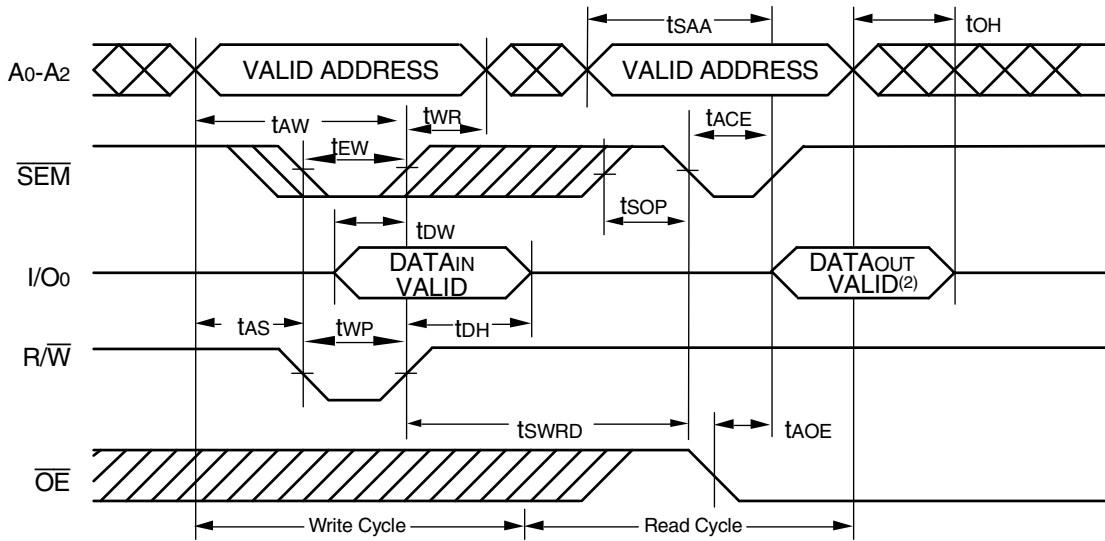 tSAA
tOH
A0-A2
VALID ADDRESS
VALID ADDRESS
tAW
tWR
tACE
tEW
SEM
tSOP
tDW
I/O0
DATAIN
VALID
DATAOUT
VALID(2)
tAS
tWP
tDH
R/W
tSWRD
tAOE
OE
Write Cycle
Read Cycle